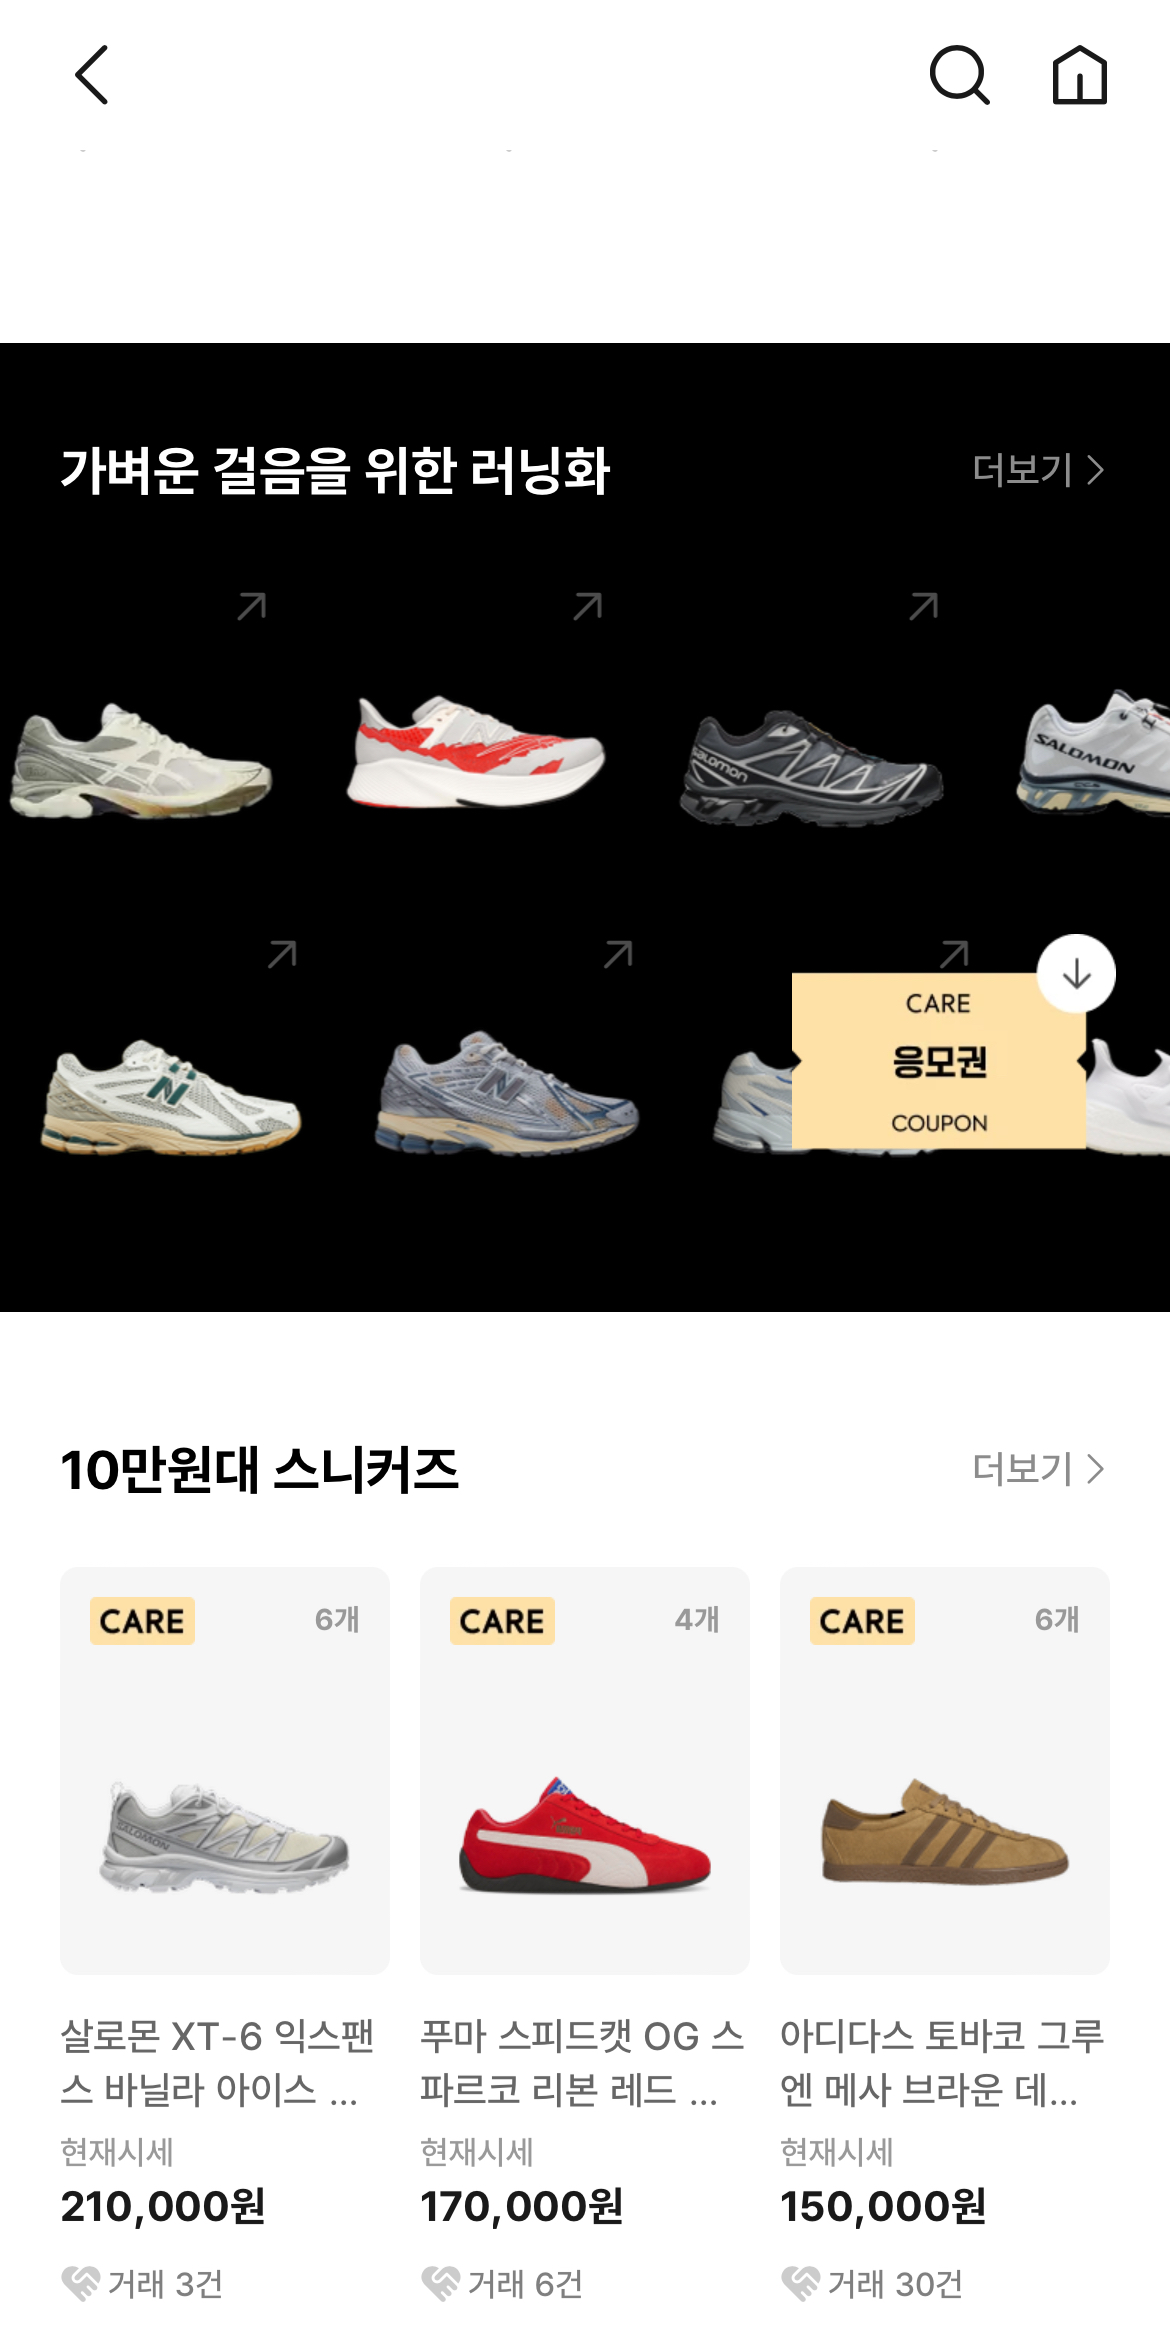 가벼운 걸음을 위한 러닝화
더보기
salomon
SALOMON
CARE
응모권
COUPON
10만원대 스니커즈
더보기
CARE
6개
CARE
4개
CARE
6개
SALOMON
살로몬 XT-6 익스팬
스 바닐라 아이스 ...
현재시세
210,000원
거래 3건
푸마 스피드캣 OG 스
파르코 리본 레드 ...
현재시세
170,000원
거래 6건
아디다스 토바코 그루
엔 메사 브라운 데...
현재시세
150,000원
거래 30건